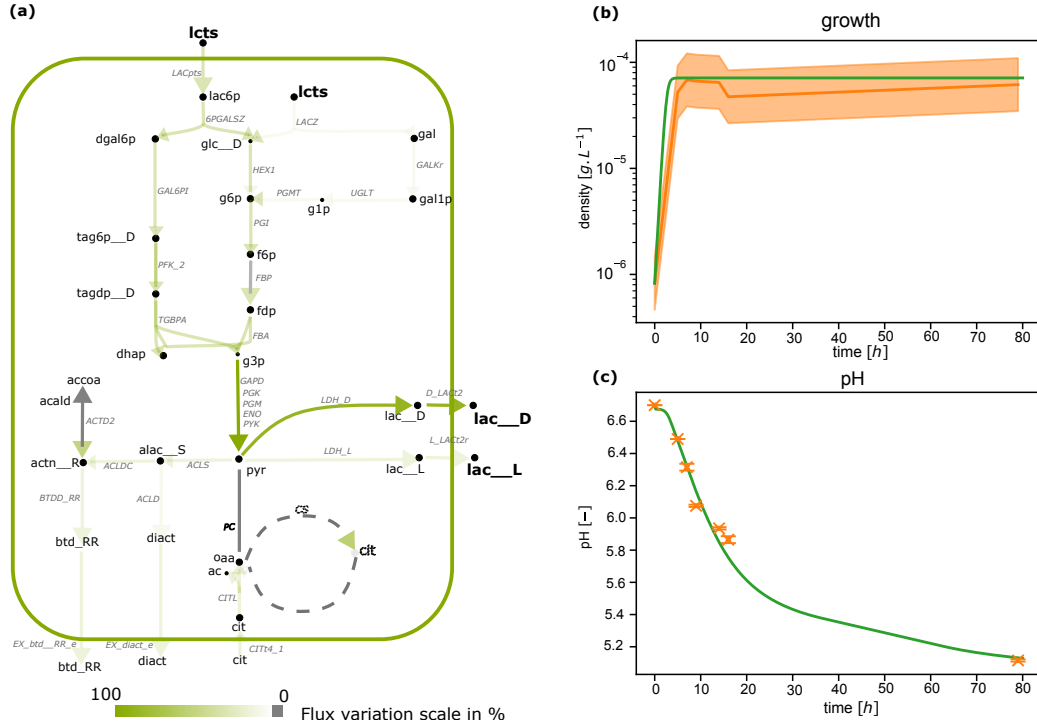 (a)
lcts
LACpts
lac6p
lcts
6PGALSZ
LACZ
dgal6p
glc__D
gal
GAL6PI
HEX1
GALKr
g6p
PGMT
g1p
UGLT
gal1p
PGI
tag6p__D
f6p
PFK_2
FBP
tagdp__D
fdp
TGBPA
FBA
dhap
g3p
accoa
acald
GAPD
PGK
PGM
ENO
PYK
ACTD2
LDH_D
D_LACt2
lac__D
lac__D
alac__S
actn__R
ACLDC
ACLS
pyr
LDH_L
L_LACt2r
lac__L
lac__L
BTDD_RR
ACLD
PC
CS
btd_RR
diact
oaa
cit
ac
CITL
cit
EX_btd__RR_e
EX_diact_e
CITt4_1
btd_RR
diact
cit
100
0
Flux variation scale in %
(b)
growth
density [g.L⁻¹]
10⁻⁴
10⁻⁵
10⁻⁶
0 10 20 30 40 50 60 70 80
time [h]
(c)
pH
pH [−]
6.6
6.4
6.2
6.0
5.8
5.6
5.4
5.2
0 10 20 30 40 50 60 70 80
time [h]